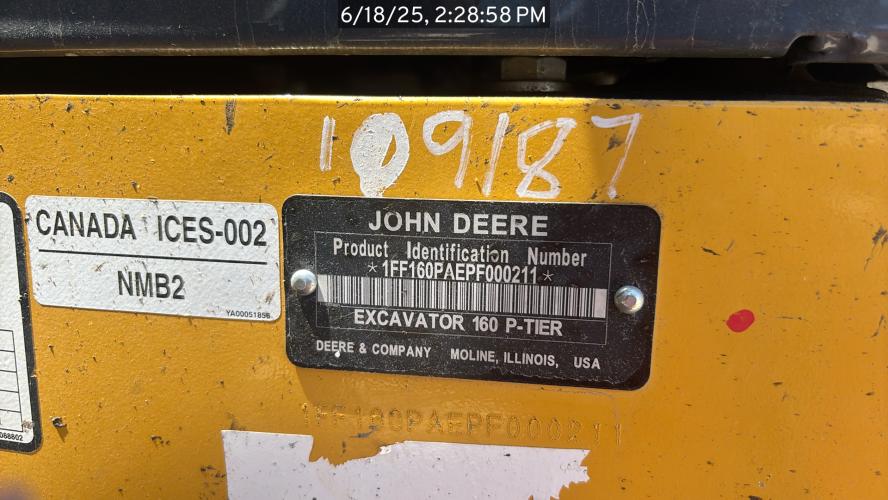 6/18/25, 2:28:58 PM
109187
CANADA ICES-002
NMB2
YA00051856
JOHN DEERE
Product Identification Number
*1FF160PAEPF000211*
EXCAVATOR 160 P-TIER
DEERE & COMPANY MOLINE, ILLINOIS, USA
1FF160PAEPF000211